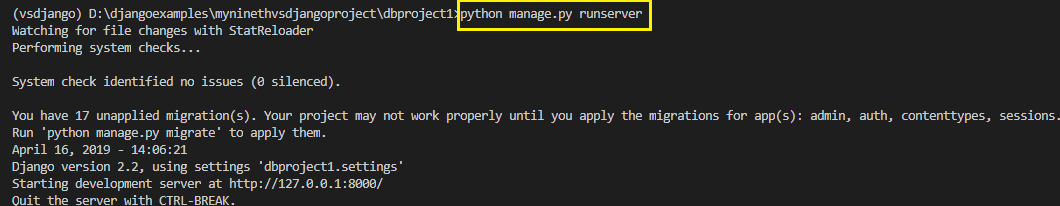 (vsdjango) D:\djangoexamples\myninethvsdjangoproject\dbproject1>python manage.py runserver
Watching for file changes with StatReloader
Performing system checks...
System check identified no issues (0 silenced).
You have 17 unapplied migration(s). Your project may not work properly until you apply the migrations for app(s): admin, auth, contenttypes, sessions.
Run 'python manage.py migrate' to apply them.
April 16, 2019 - 14:06:21
Django version 2.2, using settings 'dbproject1.settings'
Starting development server at http://127.0.0.1:8000/
Quit the server with CTRL-BREAK.